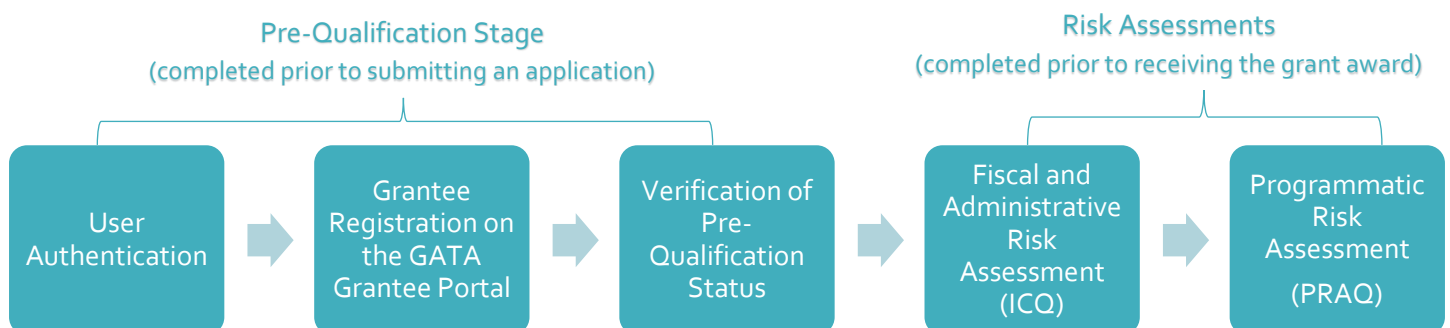 Pre-Qualification Stage
(completed prior to submitting an application)
Risk Assessments
(completed prior to receiving the grant award)
User
Authentication
Grantee
Registration on
the GATA
Grantee Portal
Verification of
Pre-
Qualification
Status
Fiscal and
Administrative
Risk
Assessment
(ICQ)
Programmatic
Risk
Assessment
(PRAQ)